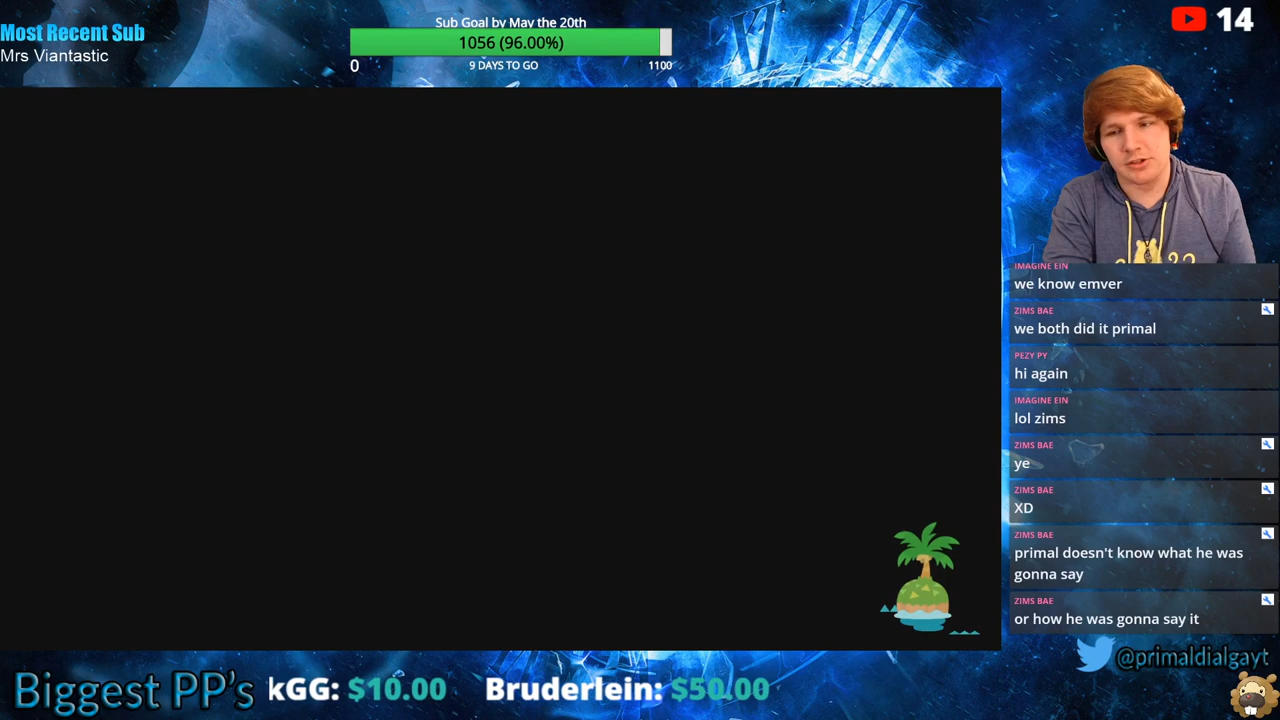 Most Recent Sub
Mrs Viantastic
Sub Goal by May the 20th
1056 (96.00%)
0
9 DAYS TO GO
1100
14
IMAGINE EIN
we know emver
ZIMS BAE
we both did it primal
PEZY PY
hi again
IMAGINE EIN
lol zims
ZIMS BAE
ye
ZIMS BAE
XD
ZIMS BAE
primal doesn't know what he was
gonna say
ZIMS BAE
or how he was gonna say it
@primaldialgayt
Biggest PP's kGG: $10.00 Bruderlein: $50.00